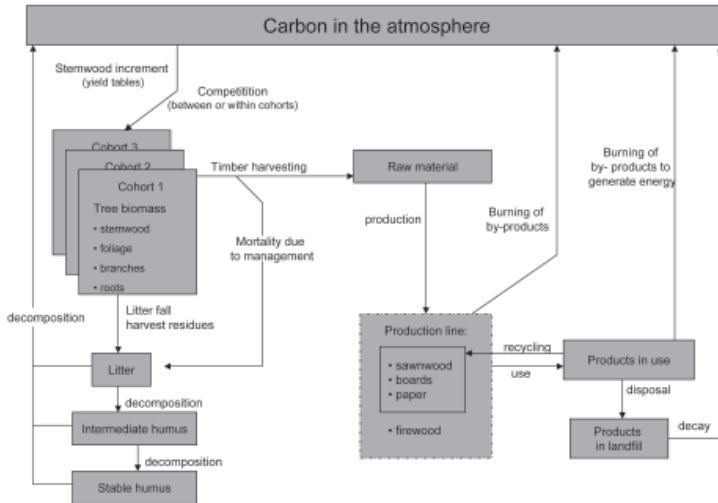 Carbon in the atmosphere
Stemwood increment
(yield tables)
Competitition
(between or within cohorts)
Cohort 3
Cohort 2
Cohort 1
Tree biomass
• stemwood
• foliage
• branches
• roots
Timber harvesting
Raw material
Mortality due
to management
production
Burning of
by-products
Burning of
by- products to
generate energy
decomposition
Litter fall
harvest residues
Litter
decomposition
Intermediate humus
decomposition
Stable humus
Production line:
• sawnwood
• boards
• paper
• firewood
recycling
use
Products in use
disposal
Products
in landfill
decay